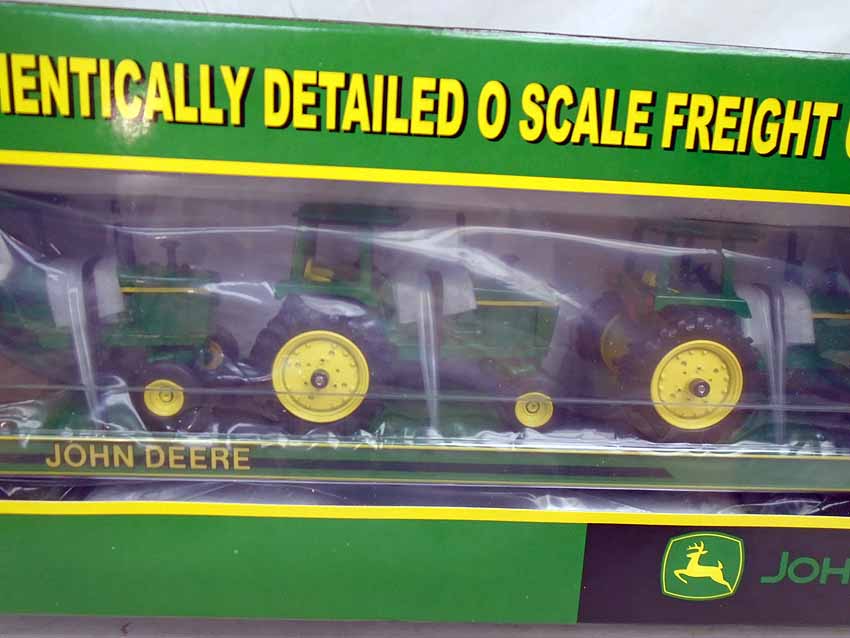 HENTICALLY DETAILED O SCALE FREIGHT
JOHN DEERE
JOH